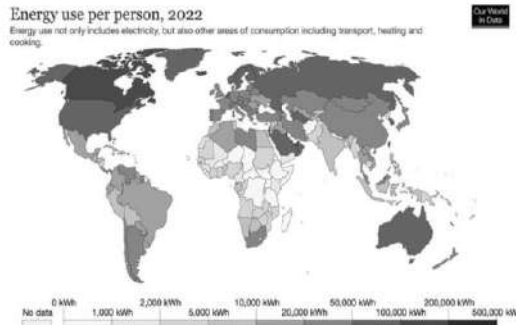 Energy use per person, 2022
Our World
in Data
Energy use not only includes electricity, but also other areas of consumption including transport, heating and
cooking.
0 kWh 2,000 kWh 10,000 kWh 50,000 kWh 200,000 kWh
No data 1,000 kWh 5,000 kWh 20,000 kWh 100,000 kWh 500,000 kW